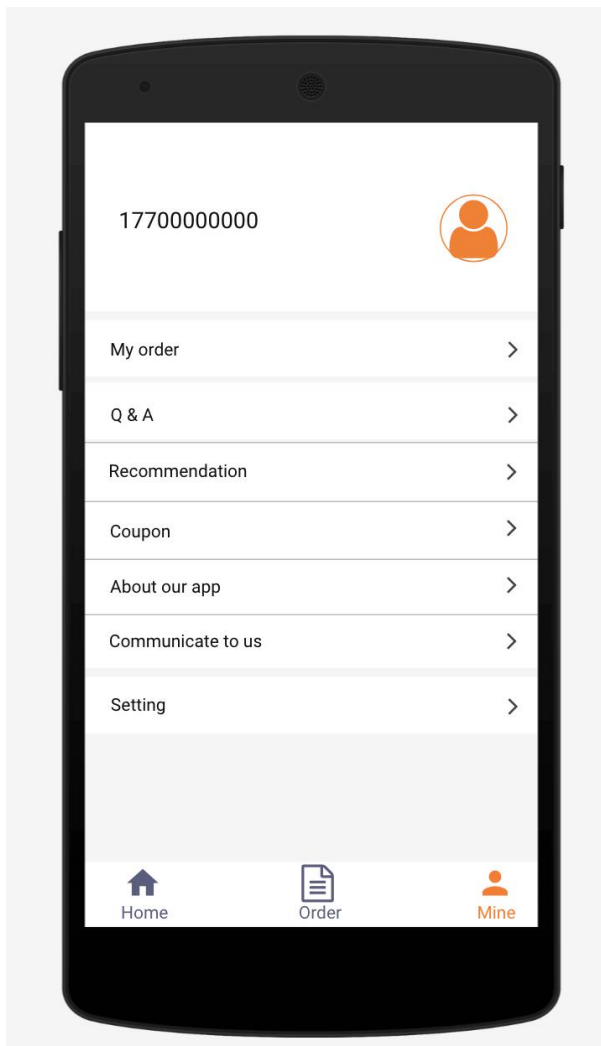 17700000000
My order
Q & A
Recommendation
Coupon
About our app
Communicate to us
Setting
Home
Order
Mine